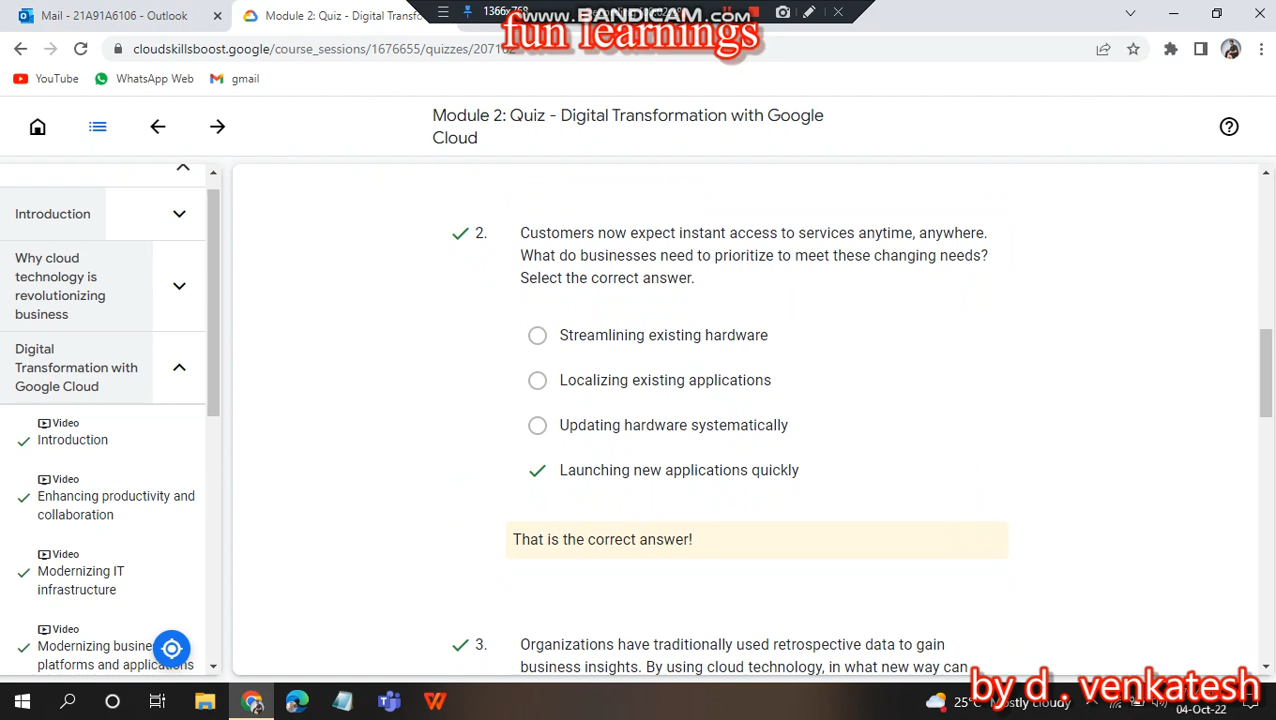 Mail - 21A91A6106 - Outlook
Module 2: Quiz - Digital Transfo
1366x768
www.BANDICAM.com
fun learnings
cloudskillsboost.google/course_sessions/1676655/quizzes/207162
YouTube
WhatsApp Web
gmail
Module 2: Quiz - Digital Transformation with Google
Cloud
Introduction
Why cloud
technology is
revolutionizing
business
Digital
Transformation with
Google Cloud
Video
Introduction
Video
Enhancing productivity and
collaboration
Video
Modernizing IT
infrastructure
Video
Modernizing busine
platforms and applications
2.
Customers now expect instant access to services anytime, anywhere.
What do businesses need to prioritize to meet these changing needs?
Select the correct answer.
Streamlining existing hardware
Localizing existing applications
Updating hardware systematically
Launching new applications quickly
That is the correct answer!
3.
Organizations have traditionally used retrospective data to gain
business insights. By using cloud technology, in what new way can
by d . venkatesh
25°C Mostly cloudy
04-Oct-22